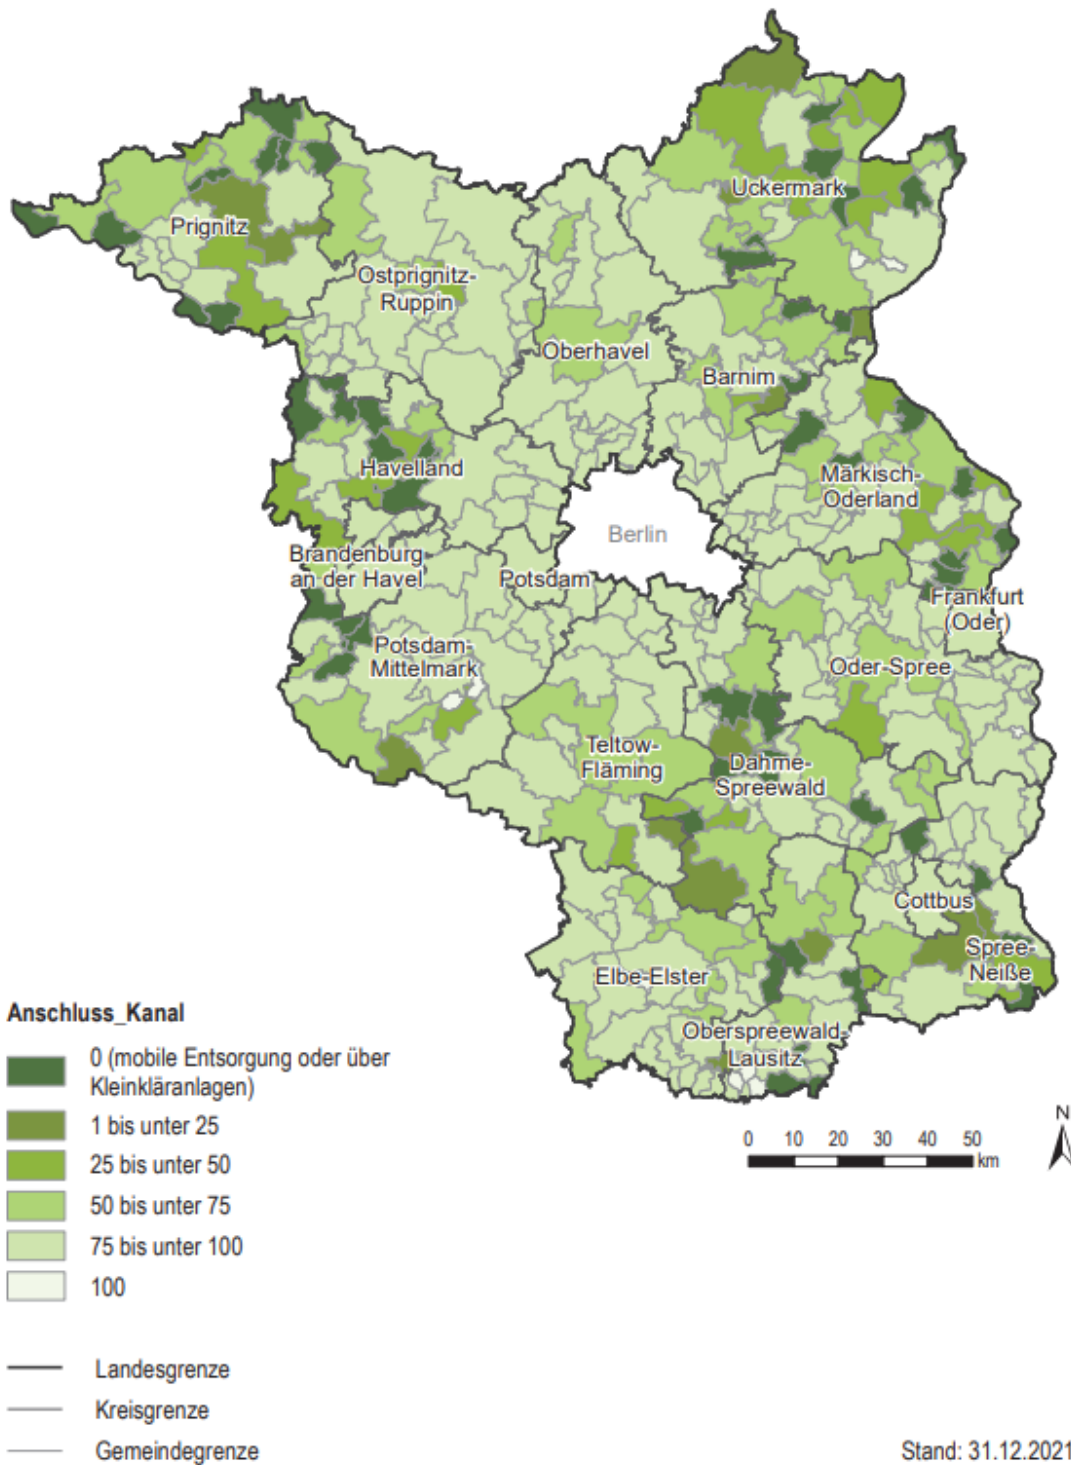 Uckermark
Prignitz
Ostprignitz-
Ruppin
Oberhavel
Barnim
Havelland
Märkisch-
Oderland
Berlin
Brandenburg
an der Havel
Potsdam
Frankfurt
(Oder)
Potsdam-
Mittelmark
Oder-Spree
Teltow-
Fläming
Dahme-
Spreewald
Cottbus
Spree-
Neiße
Elbe-Elster
Oberspreewald-
Lausitz
Anschluss_Kanal
0 (mobile Entsorgung oder über
Kleinkläranlagen)
1 bis unter 25
25 bis unter 50
50 bis unter 75
75 bis unter 100
100
N
0 10 20 30 40 50
km
Landesgrenze
Kreisgrenze
Gemeindegrenze
Stand: 31.12.2021